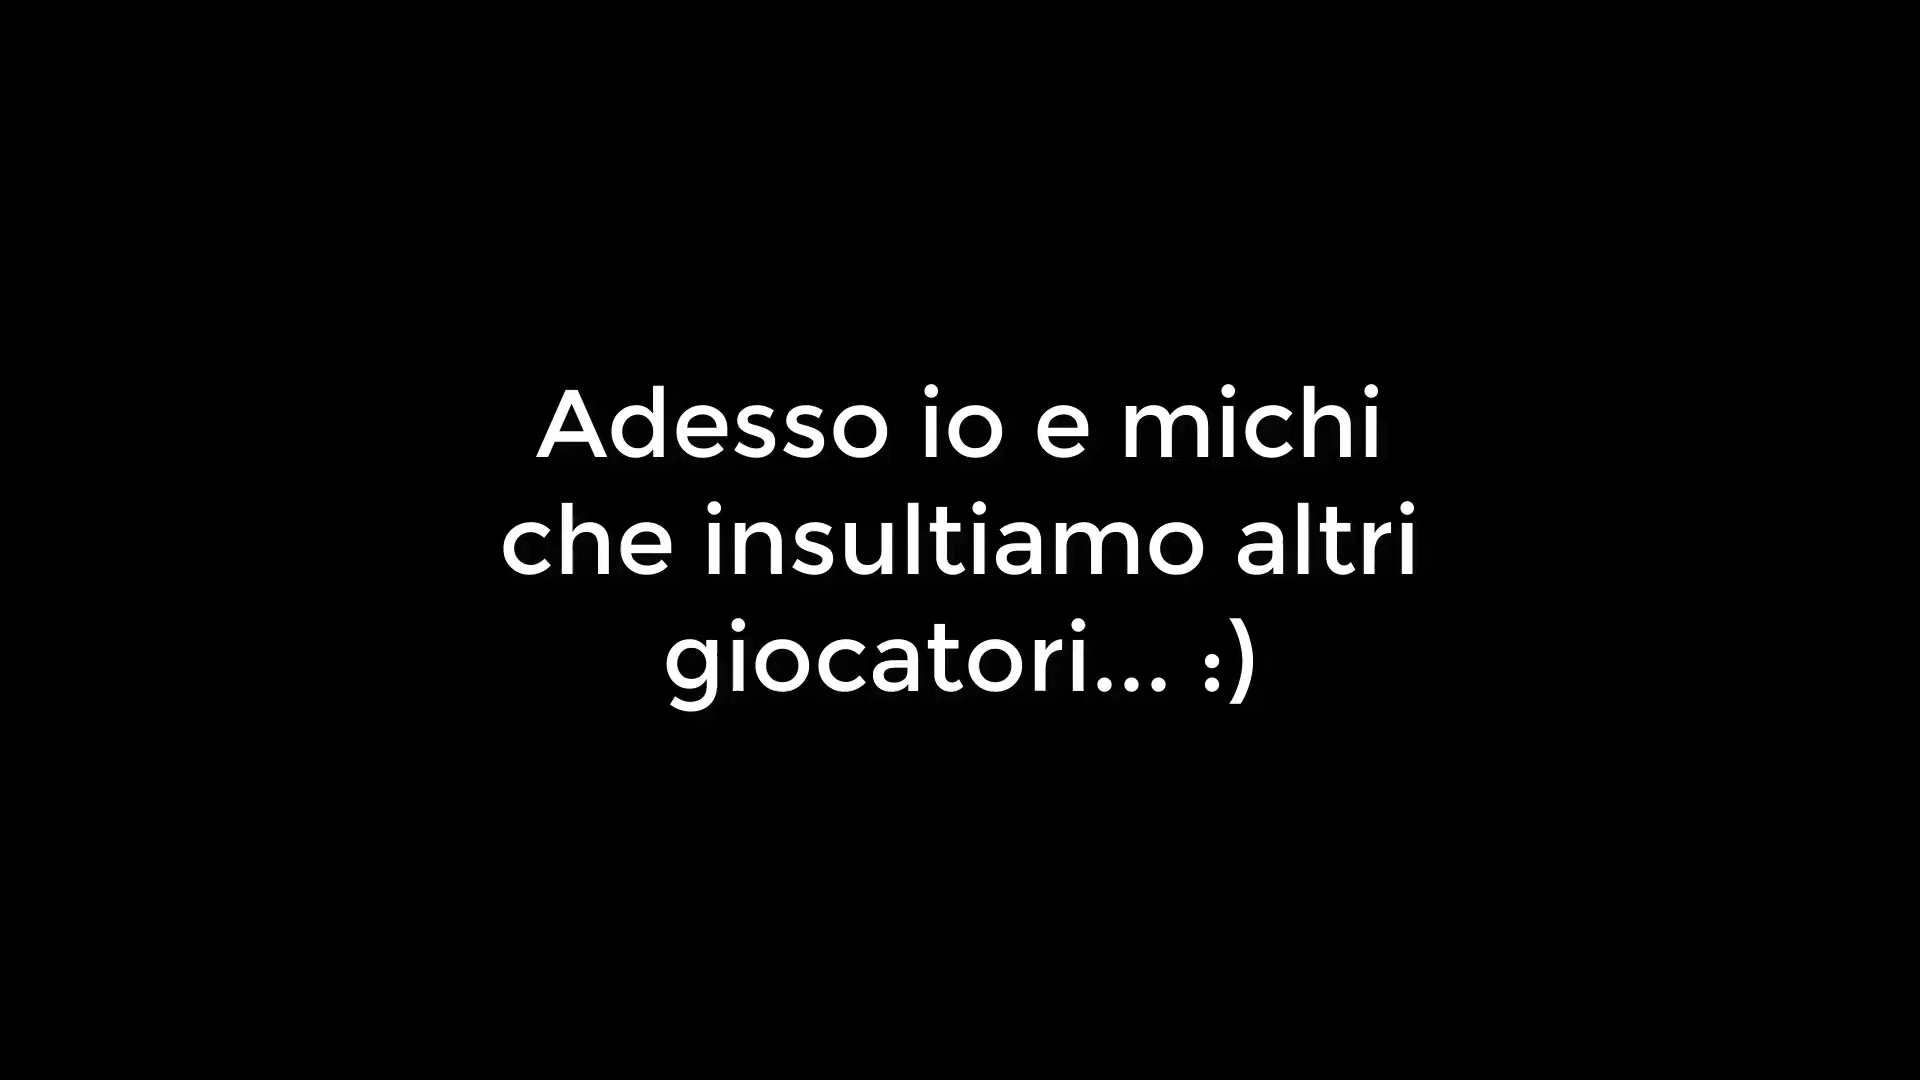 Adesso io e michi
che insultiamo altri
giocatori... :)